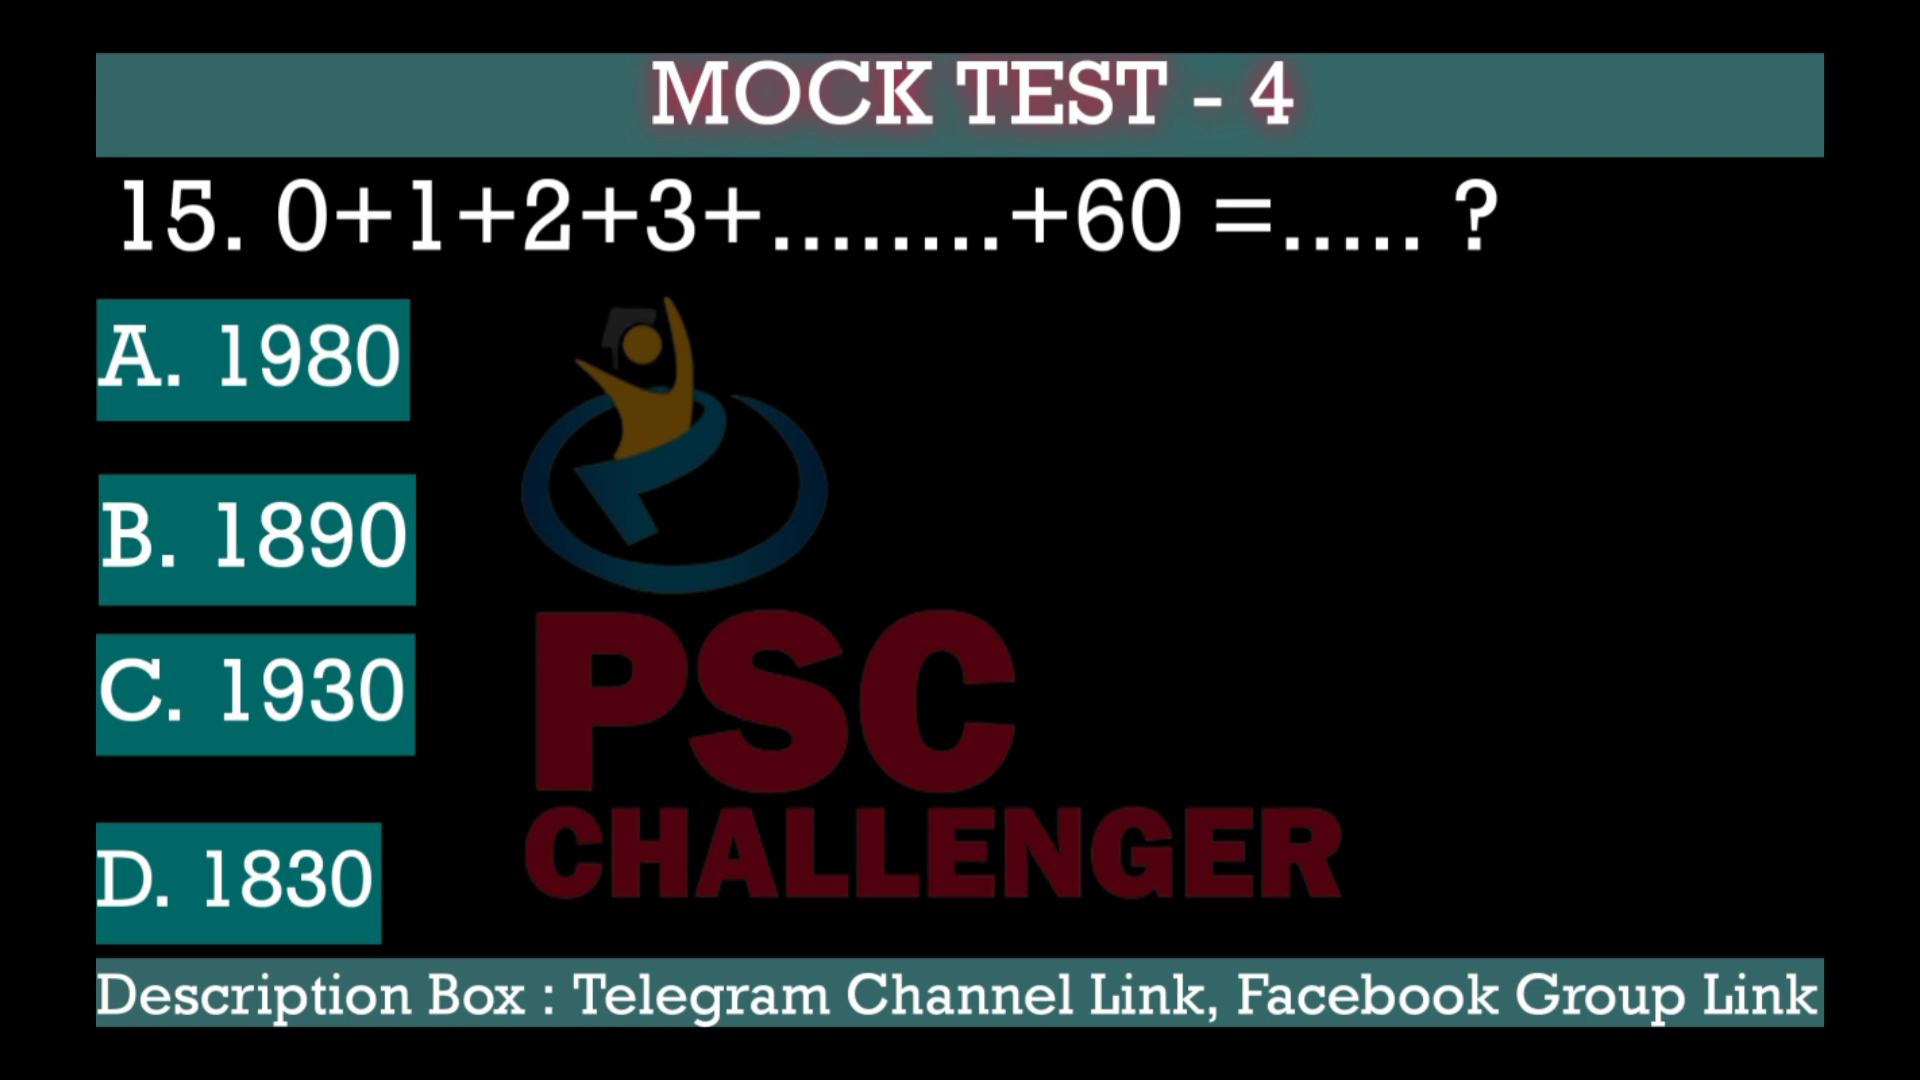 MOCK TEST - 4
15. 0+1+2+3+........+60 =..... ?
A. 1980
B. 1890
C. 1930
D. 1830
PSC
CHALLENGER
Description Box : Telegram Channel Link, Facebook Group Link